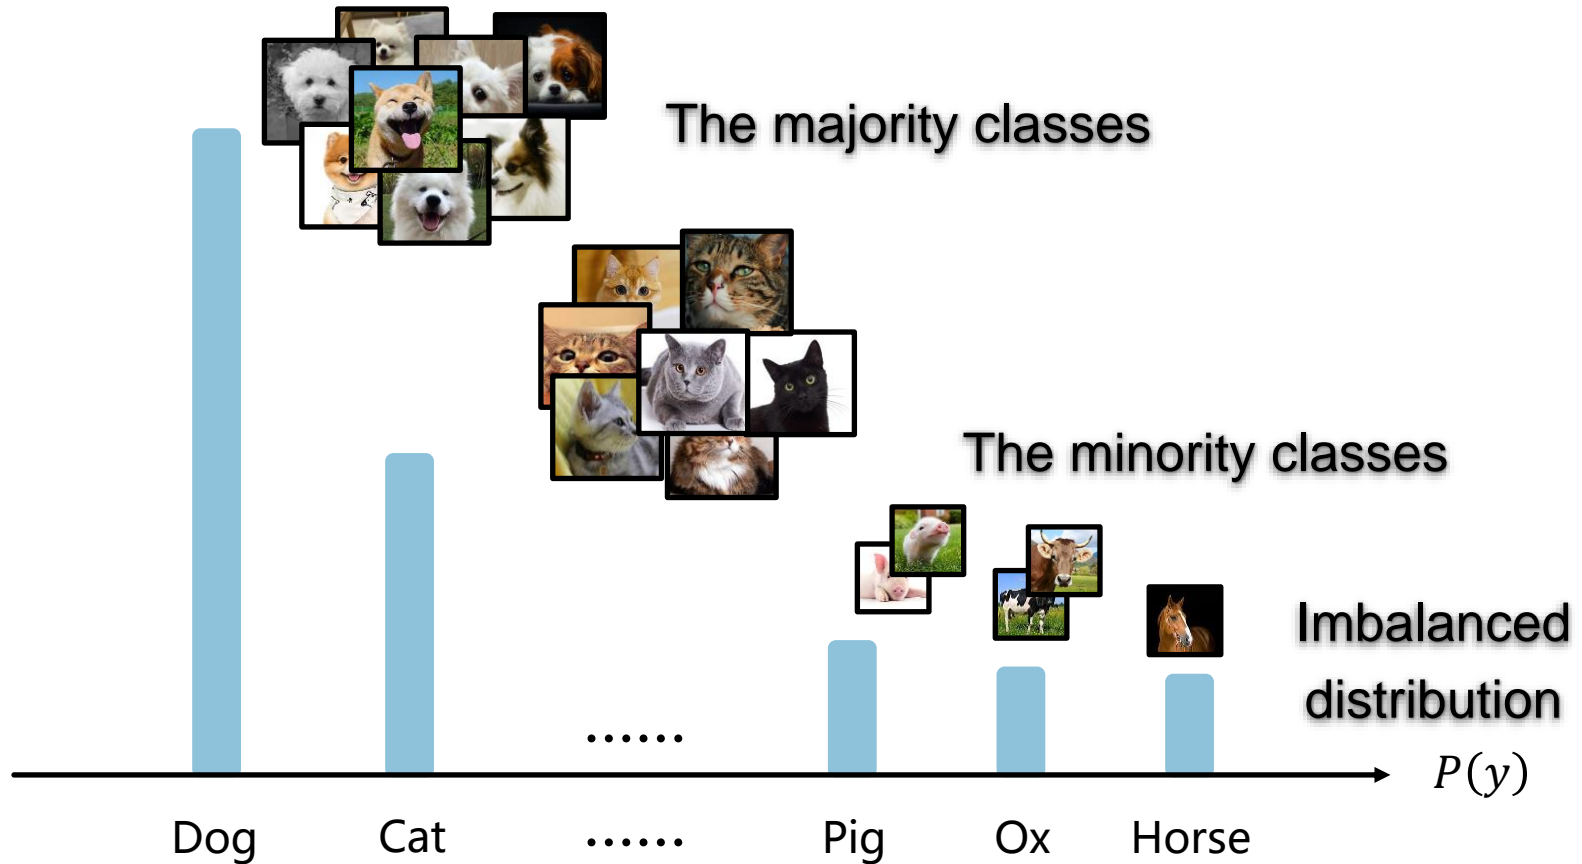 The majority classes
The minority classes
Imbalanced
distribution
......
P(y)
Dog Cat ...... Pig Ox Horse